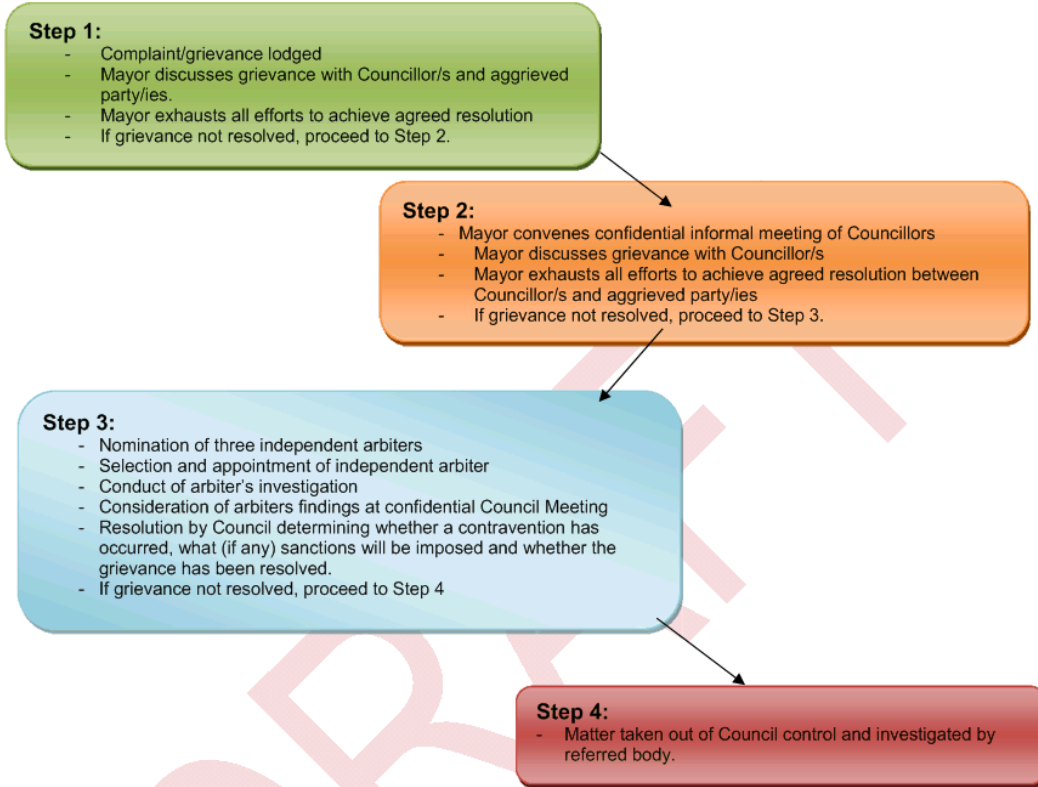 Step 1:
- Complaint/grievance lodged
- Mayor discusses grievance with Councillor/s and aggrieved
party/ies.
- Mayor exhausts all efforts to achieve agreed resolution
- If grievance not resolved, proceed to Step 2.
Step 2:
- Mayor convenes confidential informal meeting of Councillors
- Mayor discusses grievance with Councillor/s
- Mayor exhausts all efforts to achieve agreed resolution between
Councillor/s and aggrieved party/ies
- If grievance not resolved, proceed to Step 3.
Step 3:
- Nomination of three independent arbiters
- Selection and appointment of independent arbiter
- Conduct of arbiter's investigation
- Consideration of arbiters findings at confidential Council Meeting
- Resolution by Council determining whether a contravention has
occurred, what (if any) sanctions will be imposed and whether the
grievance has been resolved.
- If grievance not resolved, proceed to Step 4
Step 4:
- Matter taken out of Council control and investigated by
referred body.